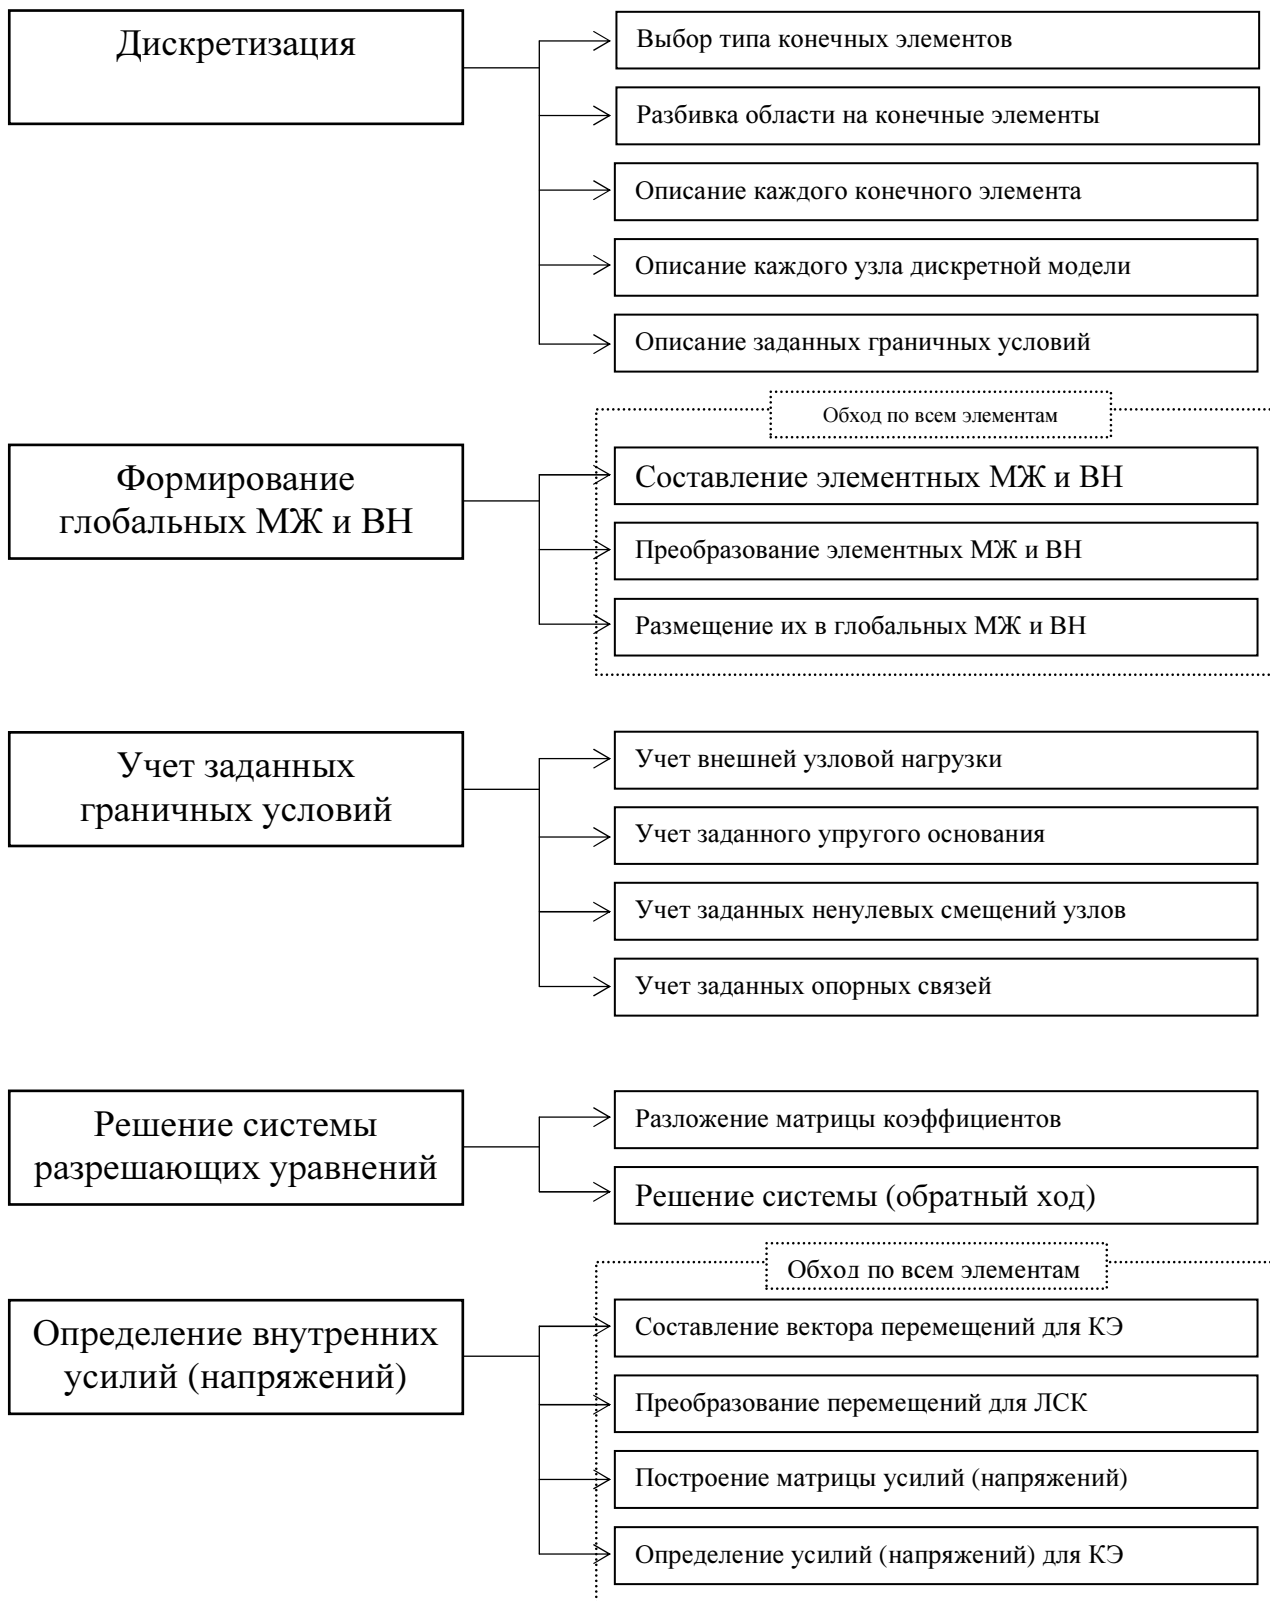 Дискретизация
Выбор типа конечных элементов
Разбивка области на конечные элементы
Описание каждого конечного элемента
Описание каждого узла дискретной модели
Описание заданных граничных условий
Обход по всем элементам
Формирование
глобальных МЖ и ВН
Составление элементных МЖ и ВН
Преобразование элементных МЖ и ВН
Размещение их в глобальных МЖ и ВН
Учет заданных
граничных условий
Учет внешней узловой нагрузки
Учет заданного упругого основания
Учет заданных ненулевых смещений узлов
Учет заданных опорных связей
Решение системы
разрешающих уравнений
Разложение матрицы коэффициентов
Решение системы (обратный ход)
Обход по всем элементам
Определение внутренних
усилий (напряжений)
Составление вектора перемещений для КЭ
Преобразование перемещений для ЛСК
Построение матрицы усилий (напряжений)
Определение усилий (напряжений) для КЭ